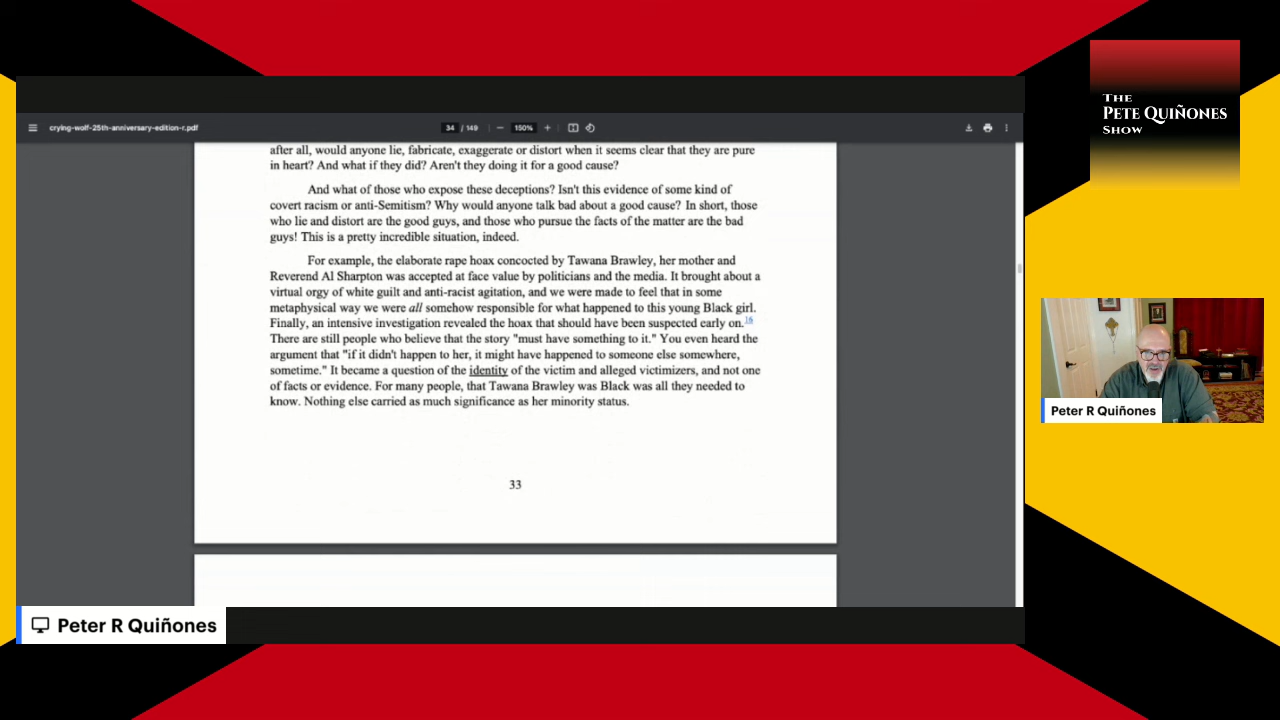 THE
PETE QUIÑONES
SHOW
crying-wolf-25th-anniversary-edition-r.pdf
34 / 149
150%
after all, would anyone lie, fabricate, exaggerate or distort when it seems clear that they are pure
in heart? And what if they did? Aren't they doing it for a good cause?
And what of those who expose these deceptions? Isn't this evidence of some kind of
covert racism or anti-Semitism? Why would anyone talk bad about a good cause? In short, those
who lie and distort are the good guys, and those who pursue the facts of the matter are the bad
guys! This is a pretty incredible situation, indeed.
For example, the elaborate rape hoax concocted by Tawana Brawley, her mother and
Reverend Al Sharpton was accepted at face value by politicians and the media. It brought about a
virtual orgy of white guilt and anti-racist agitation, and we were made to feel that in some
metaphysical way we were all somehow responsible for what happened to this young Black girl.
Finally, an intensive investigation revealed the hoax that should have been suspected early on.16
There are still people who believe that the story "must have something to it." You even heard the
argument that "if it didn't happen to her, it might have happened to someone else somewhere,
sometime." It became a question of the identity of the victim and alleged victimizers, and not one
of facts or evidence. For many people, that Tawana Brawley was Black was all they needed to
know. Nothing else carried as much significance as her minority status.
33
Peter R Quiñones
Peter R Quiñones